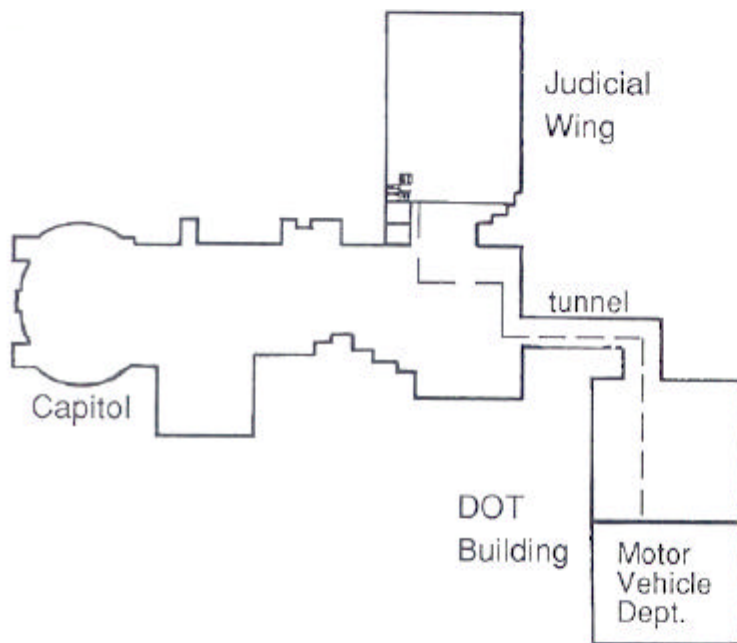 Judicial
Wing
tunnel
Capitol
DOT
Building
Motor
Vehicle
Dept.